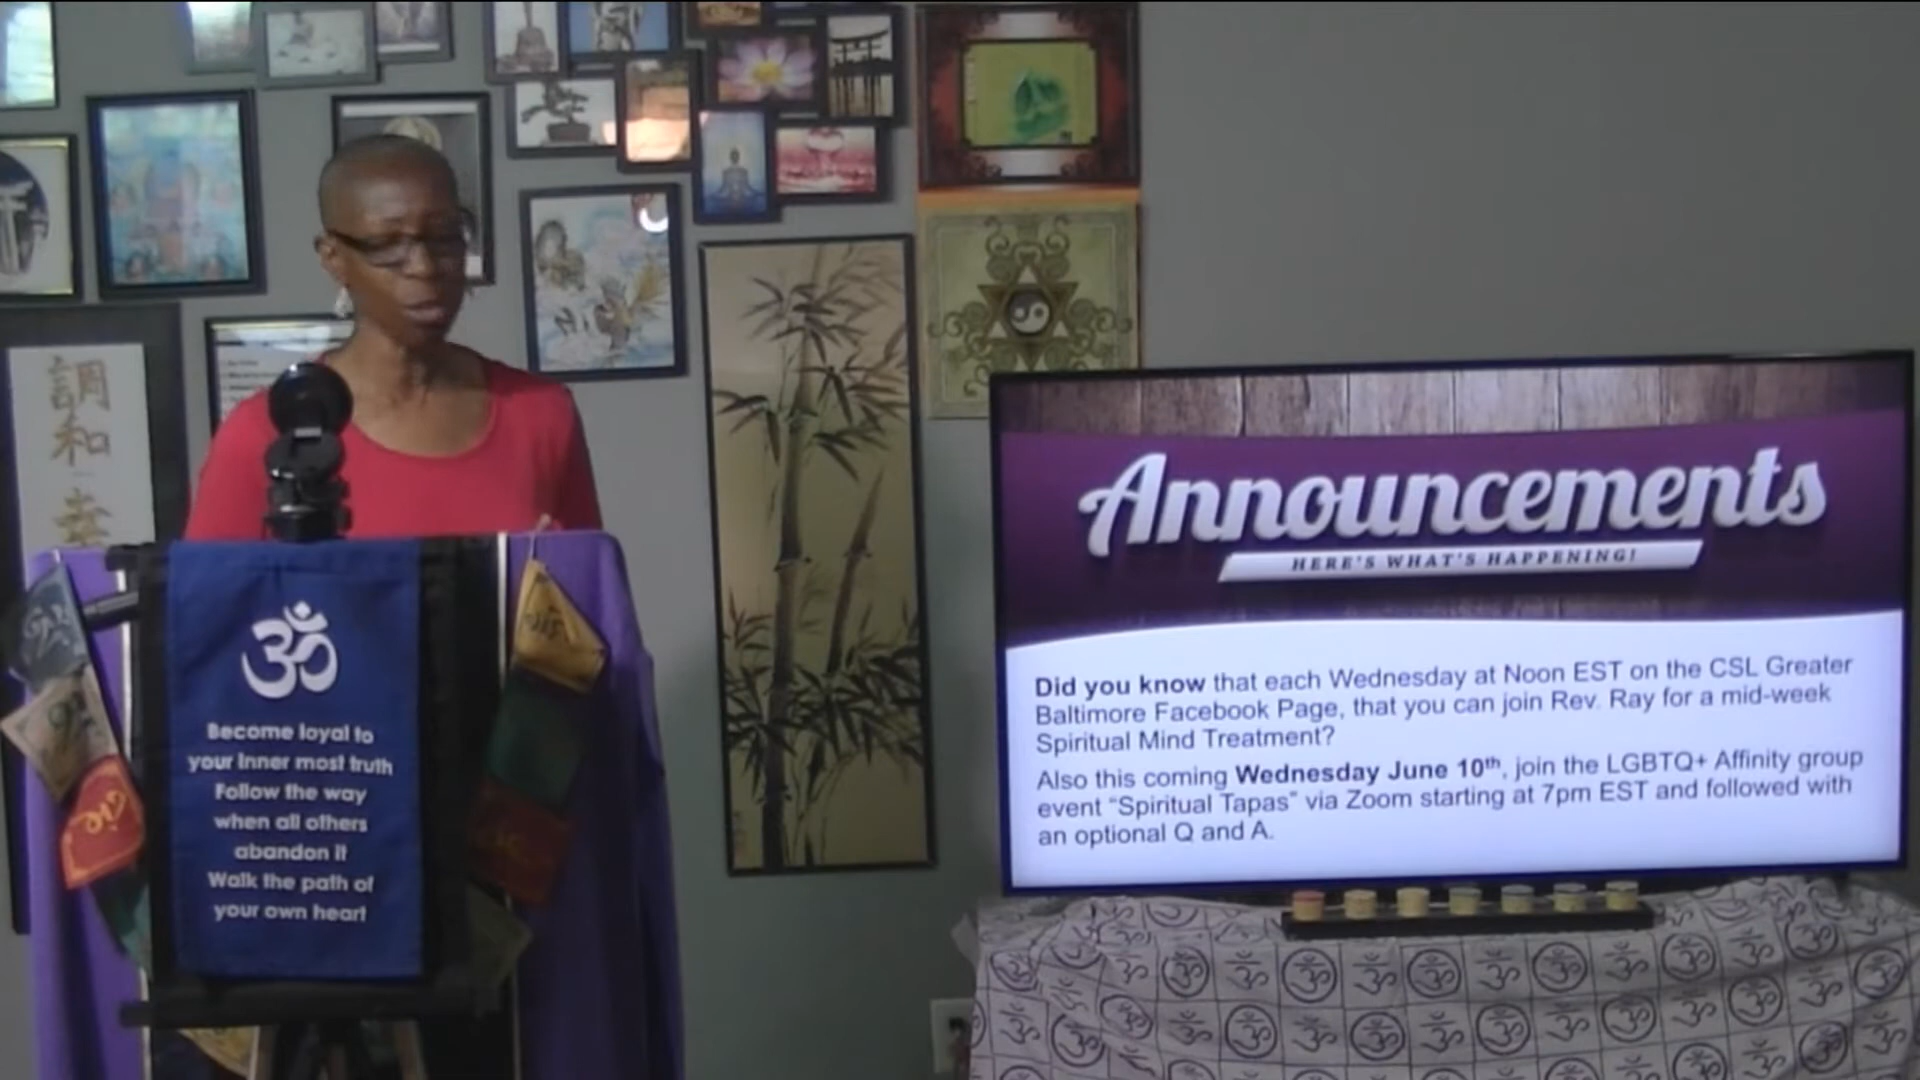 調
和
幸
ॐ
Become loyal to
your inner most truth
Follow the way
when all others
abandon it
Walk the path of
your own heart
Announcements
HERE'S WHAT'S HAPPENING!
Did you know that each Wednesday at Noon EST on the CSL Greater
Baltimore Facebook Page, that you can join Rev. Ray for a mid-week
Spiritual Mind Treatment?
Also this coming Wednesday June 10th, join the LGBTQ+ Affinity group
event “Spiritual Tapas” via Zoom starting at 7pm EST and followed with
an optional Q and A.